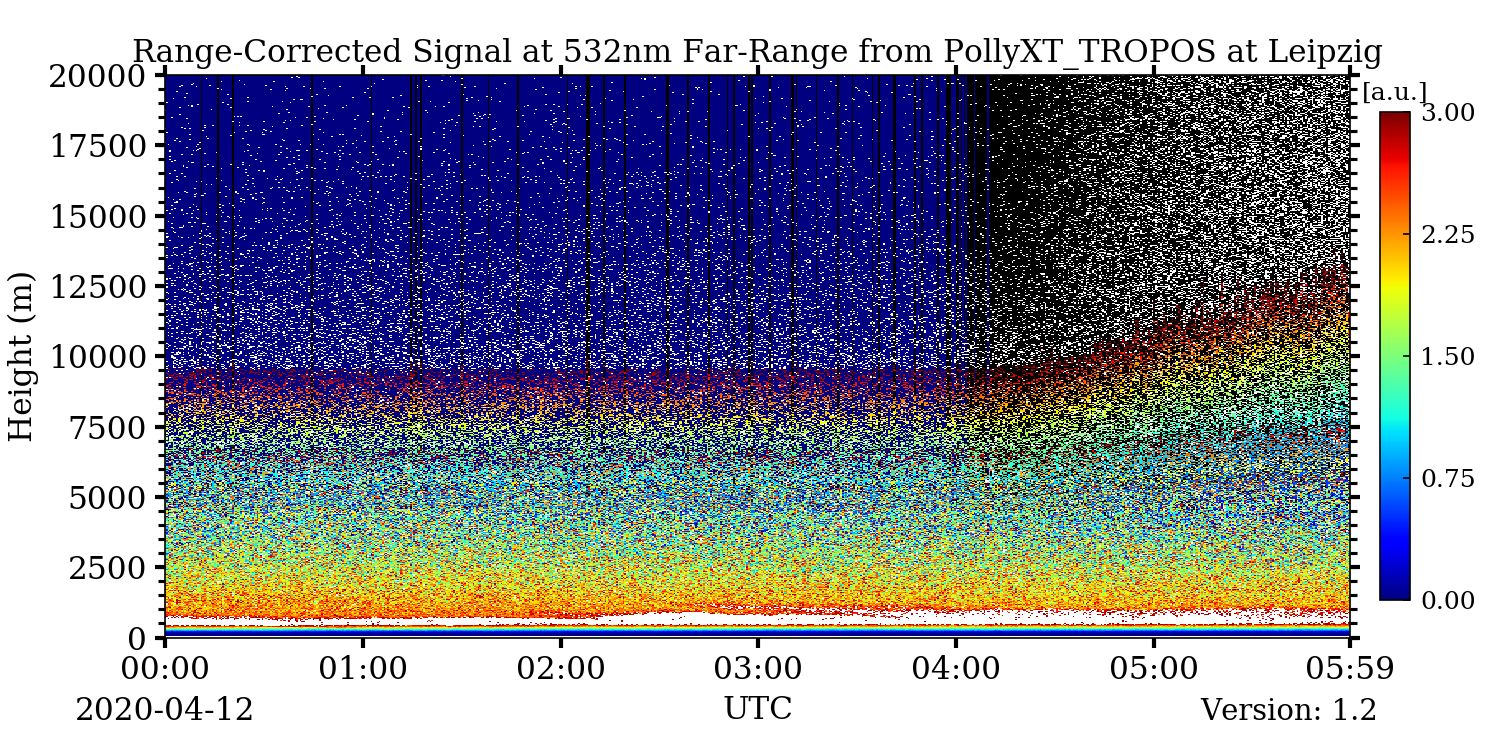 Range-Corrected Signal at 532nm Far-Range from PollyXT_TROPOS at Leipzig
[a.u.]
20000
17500
15000
12500
10000
7500
5000
2500
0
Height (m)
3.00
2.25
1.50
0.75
0.00
00:00 01:00 02:00 03:00 04:00 05:00 05:59
2020-04-12 UTC Version: 1.2